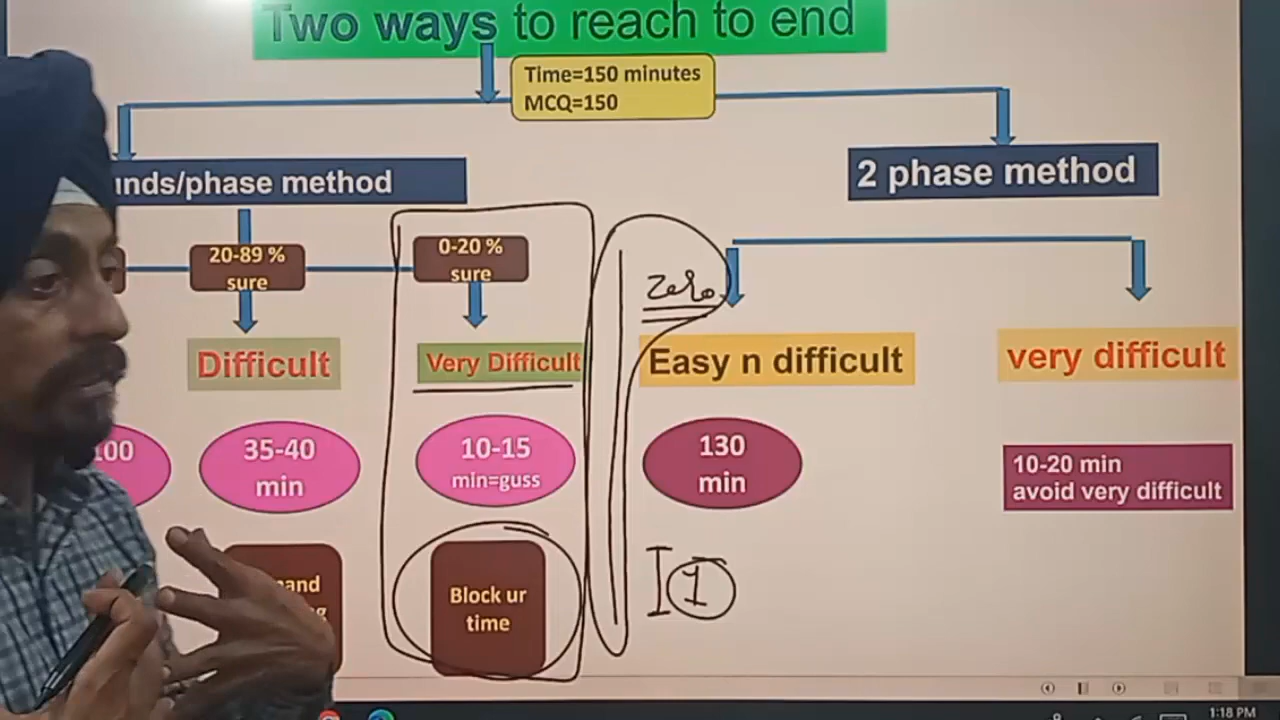 Two ways to reach to end
Time=150 minutes
MCQ=150
unds/phase method
2 phase method
20-89 %
sure
0-20 %
sure
zero
Difficult
Very Difficult
Easy n difficult
very difficult
100
35-40
min
10-15
min=guss
130
min
10-20 min
avoid very difficult
and
g
Block ur
time
I 1
1:18 PM